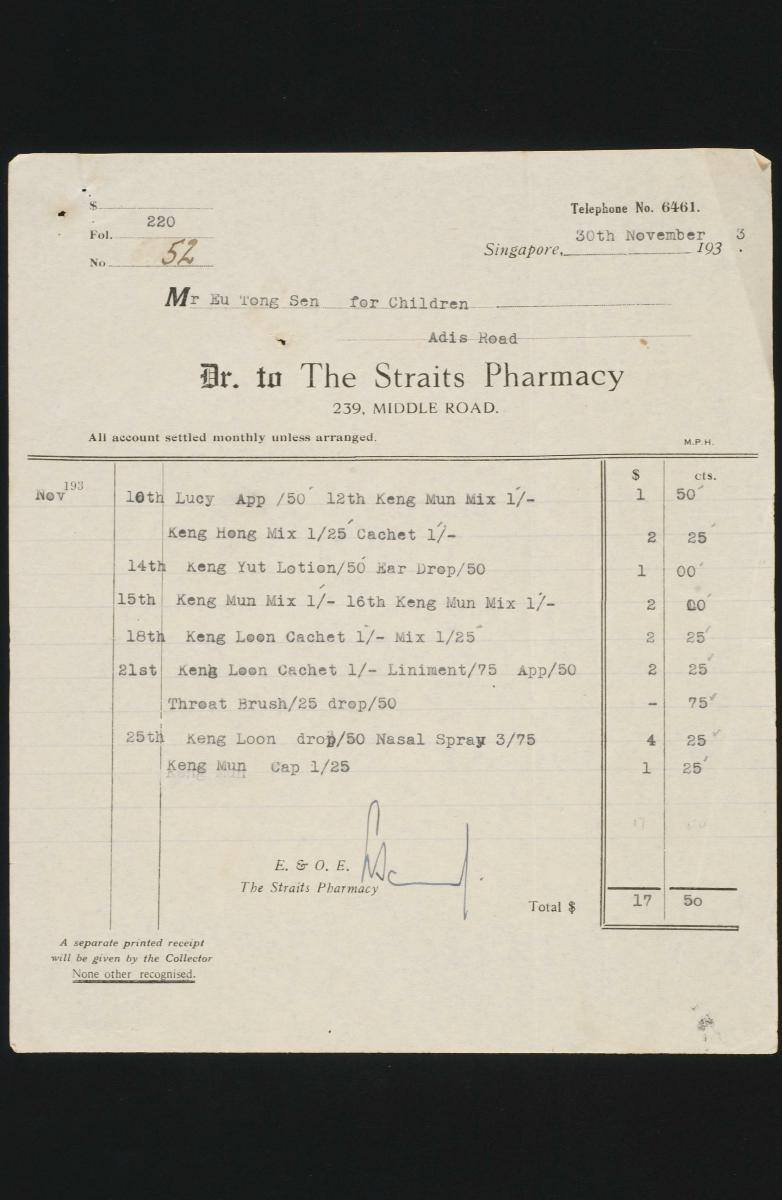 $
Telephone No. 6461.
Fol. 220
30th November 3
Singapore, 193 .
No 52
Mr Eu Tong Sen for Children
Adis Road
Dr. to The Straits Pharmacy
239, MIDDLE ROAD.
All account settled monthly unless arranged.
M.P.H.
$ cts.
Nov 193 10th Lucy App /50 12th Keng Mun Mix 1/- 1 50
Keng Hong Mix 1/25 Cachet 1/- 2 25
14th Keng Yut Lotion/50 Ear Drop/50 1 00
15th Keng Mun Mix 1/- 16th Keng Mun Mix 1/- 2 00
18th Keng Loon Cachet 1/- Mix 1/25 2 25
21st Keng Loon Cachet 1/- Liniment/75 App/50 2 25
Throat Brush/25 drop/50 - 75
25th Keng Loon drop/50 Nasal Spray 3/75 4 25
Keng Mun Cap 1/25 1 25
17 50
E. & O. E.
The Straits Pharmacy
Total $ 17 50
A separate printed receipt
will be given by the Collector
None other recognised.